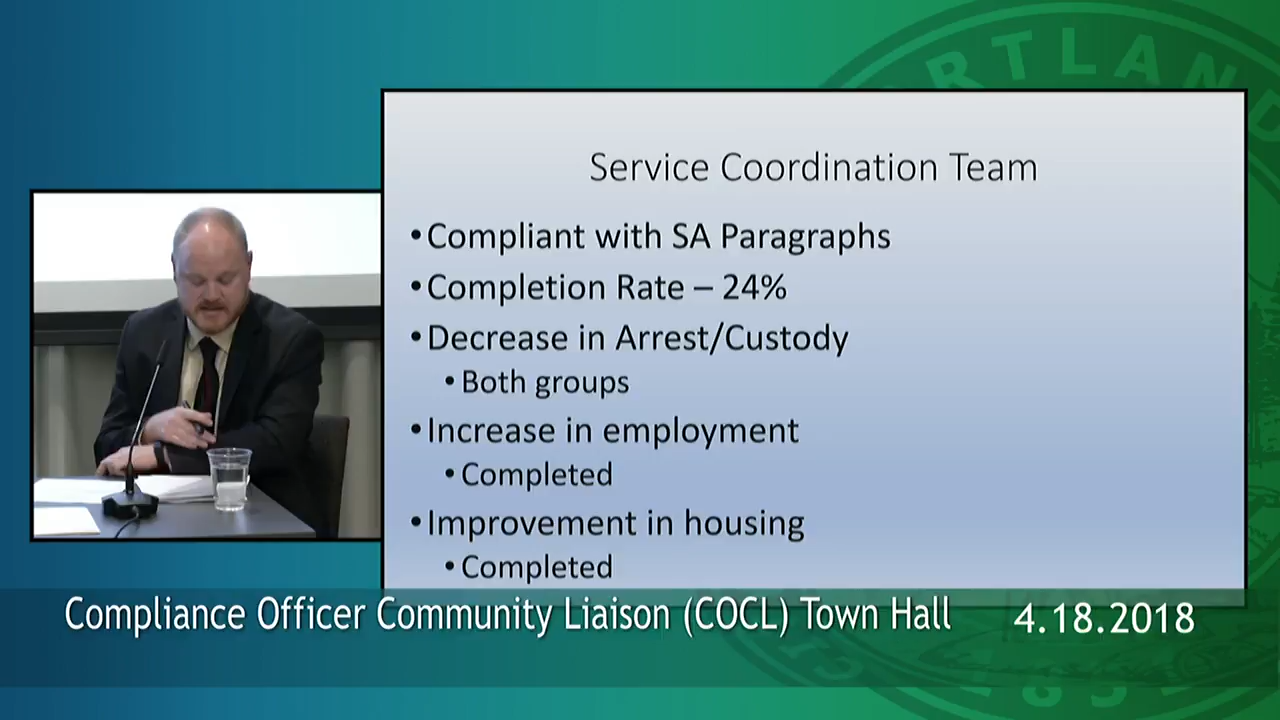 RTLAND
Service Coordination Team
•Compliant with SA Paragraphs
•Completion Rate – 24%
•Decrease in Arrest/Custody
•Both groups
•Increase in employment
•Completed
•Improvement in housing
•Completed
Compliance Officer Community Liaison (COCL) Town Hall 4.18.2018